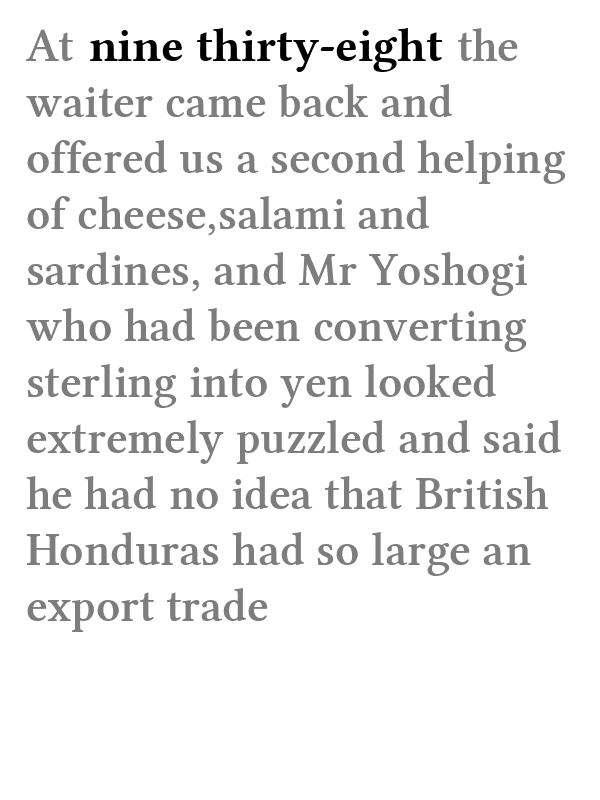 At nine thirty-eight the
waiter came back and
offered us a second helping
of cheese,salami and
sardines, and Mr Yoshogi
who had been converting
sterling into yen looked
extremely puzzled and said
he had no idea that British
Honduras had so large an
export trade